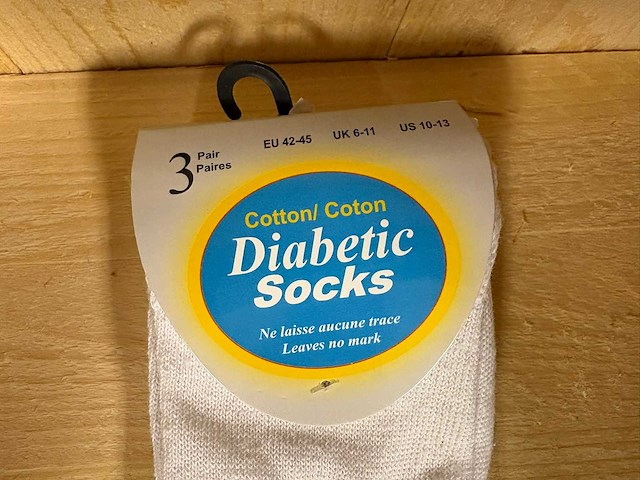 3 Pair
Paires
EU 42-45 UK 6-11 US 10-13
Cotton/ Coton
Diabetic
Socks
Ne laisse aucune trace
Leaves no mark